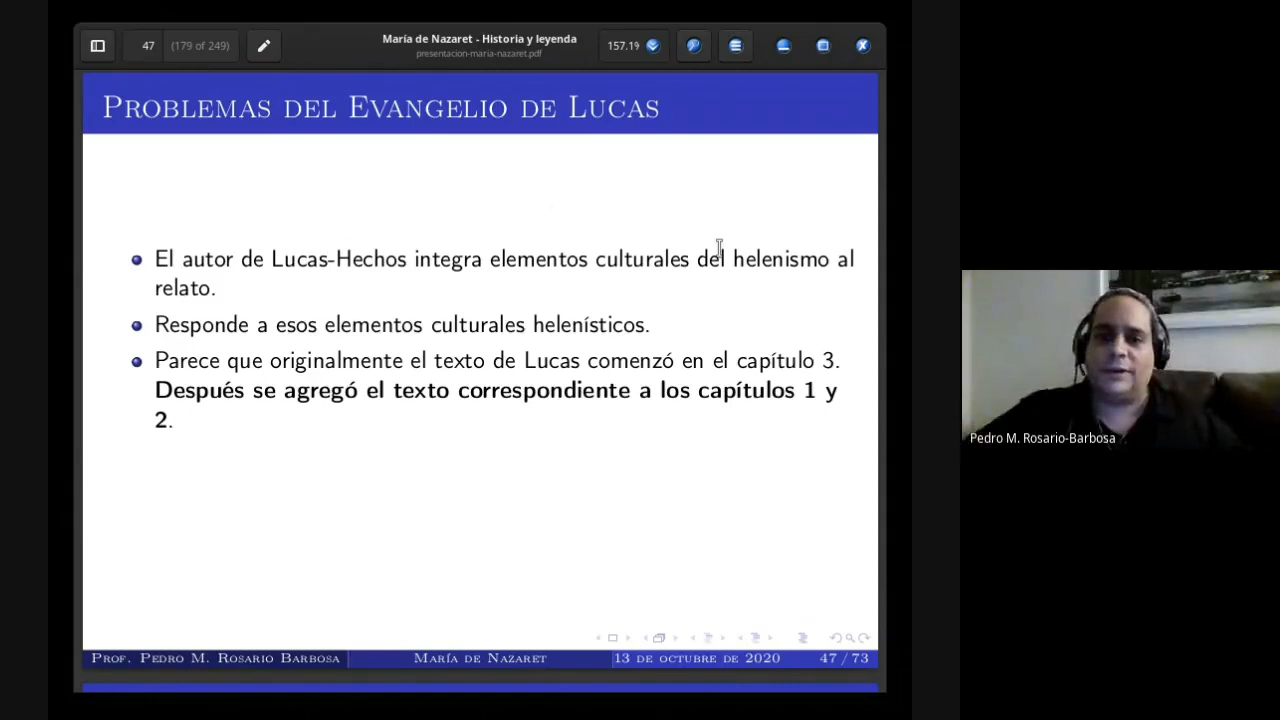 47 (179 of 249)
María de Nazaret - Historia y leyenda
presentacion-maria-nazaret.pdf
157.19
Problemas del Evangelio de Lucas
El autor de Lucas-Hechos integra elementos culturales del helenismo al
relato.
Responde a esos elementos culturales helenísticos.
Parece que originalmente el texto de Lucas comenzó en el capítulo 3.
Después se agregó el texto correspondiente a los capítulos 1 y
2.
Prof. Pedro M. Rosario Barbosa María de Nazaret 13 de octubre de 2020 47 / 73
Pedro M. Rosario-Barbosa